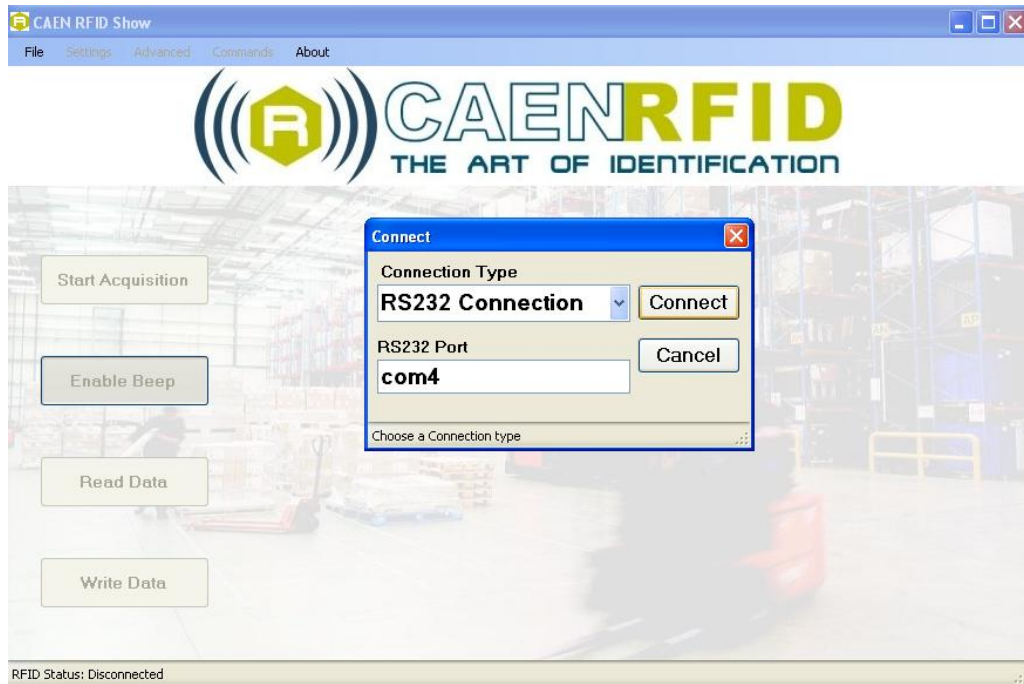 CAEN RFID Show
File Settings Advanced Commands About
R CAENRFID
THE ART OF IDENTIFICATION
Connect
Connection Type
RS232 Connection
Connect
RS232 Port
Cancel
com4
Choose a Connection type
Start Acquisition
Enable Beep
Read Data
Write Data
RFID Status: Disconnected